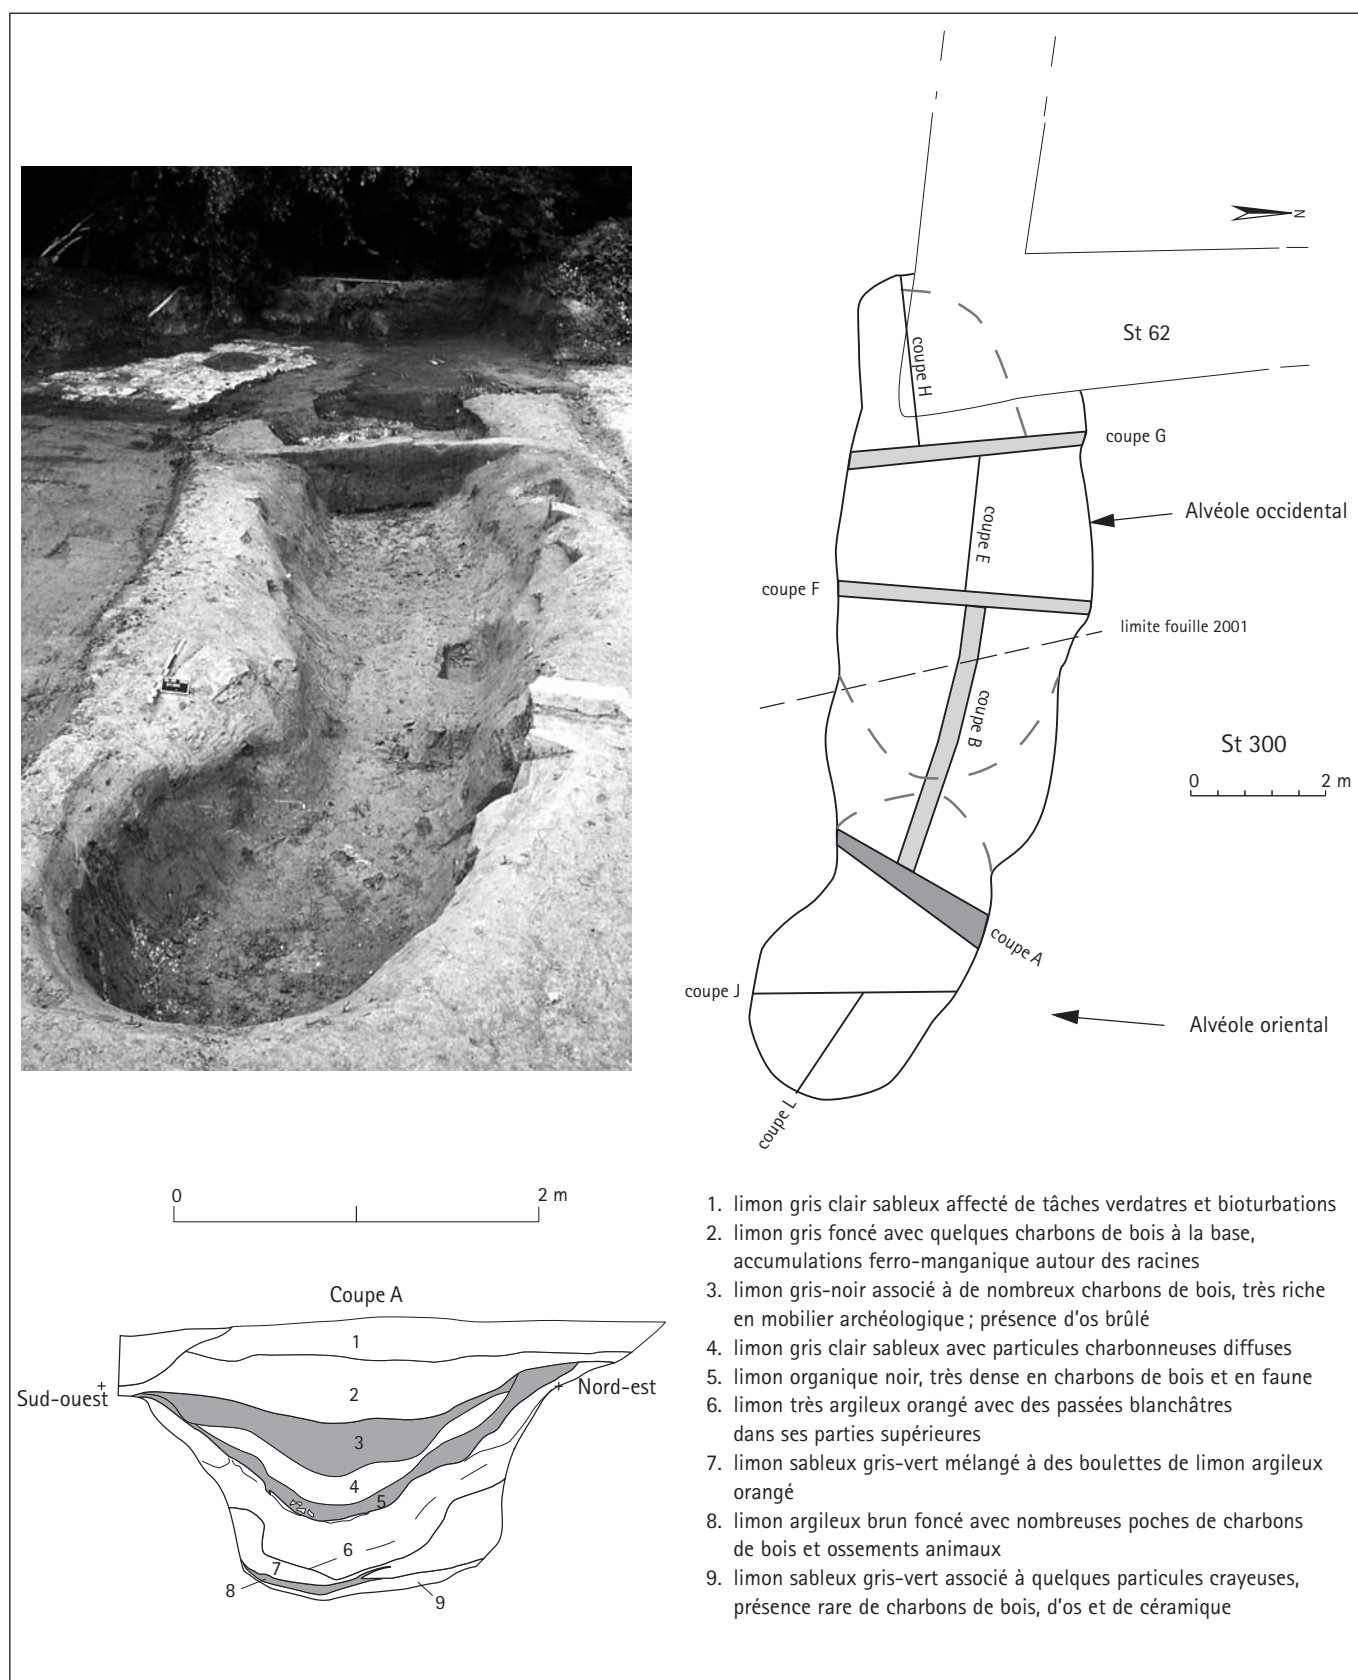 N
St 62
coupe H
coupe G
Alvéole occidental
coupe E
coupe F
limite fouille 2001
coupe B
St 300
0 2 m
coupe A
coupe J
Alvéole oriental
coupe L
0 2 m
Coupe A
1
2
Sud-ouest
Nord-est
3
4
5
6
7
8
9
1. limon gris clair sableux affecté de tâches verdatres et bioturbations
2. limon gris foncé avec quelques charbons de bois à la base,
accumulations ferro-manganique autour des racines
3. limon gris-noir associé à de nombreux charbons de bois, très riche
en mobilier archéologique ; présence d'os brûlé
4. limon gris clair sableux avec particules charbonneuses diffuses
5. limon organique noir, très dense en charbons de bois et en faune
6. limon très argileux orangé avec des passées blanchâtres
dans ses parties supérieures
7. limon sableux gris-vert mélangé à des boulettes de limon argileux
orangé
8. limon argileux brun foncé avec nombreuses poches de charbons
de bois et ossements animaux
9. limon sableux gris-vert associé à quelques particules crayeuses,
présence rare de charbons de bois, d'os et de céramique